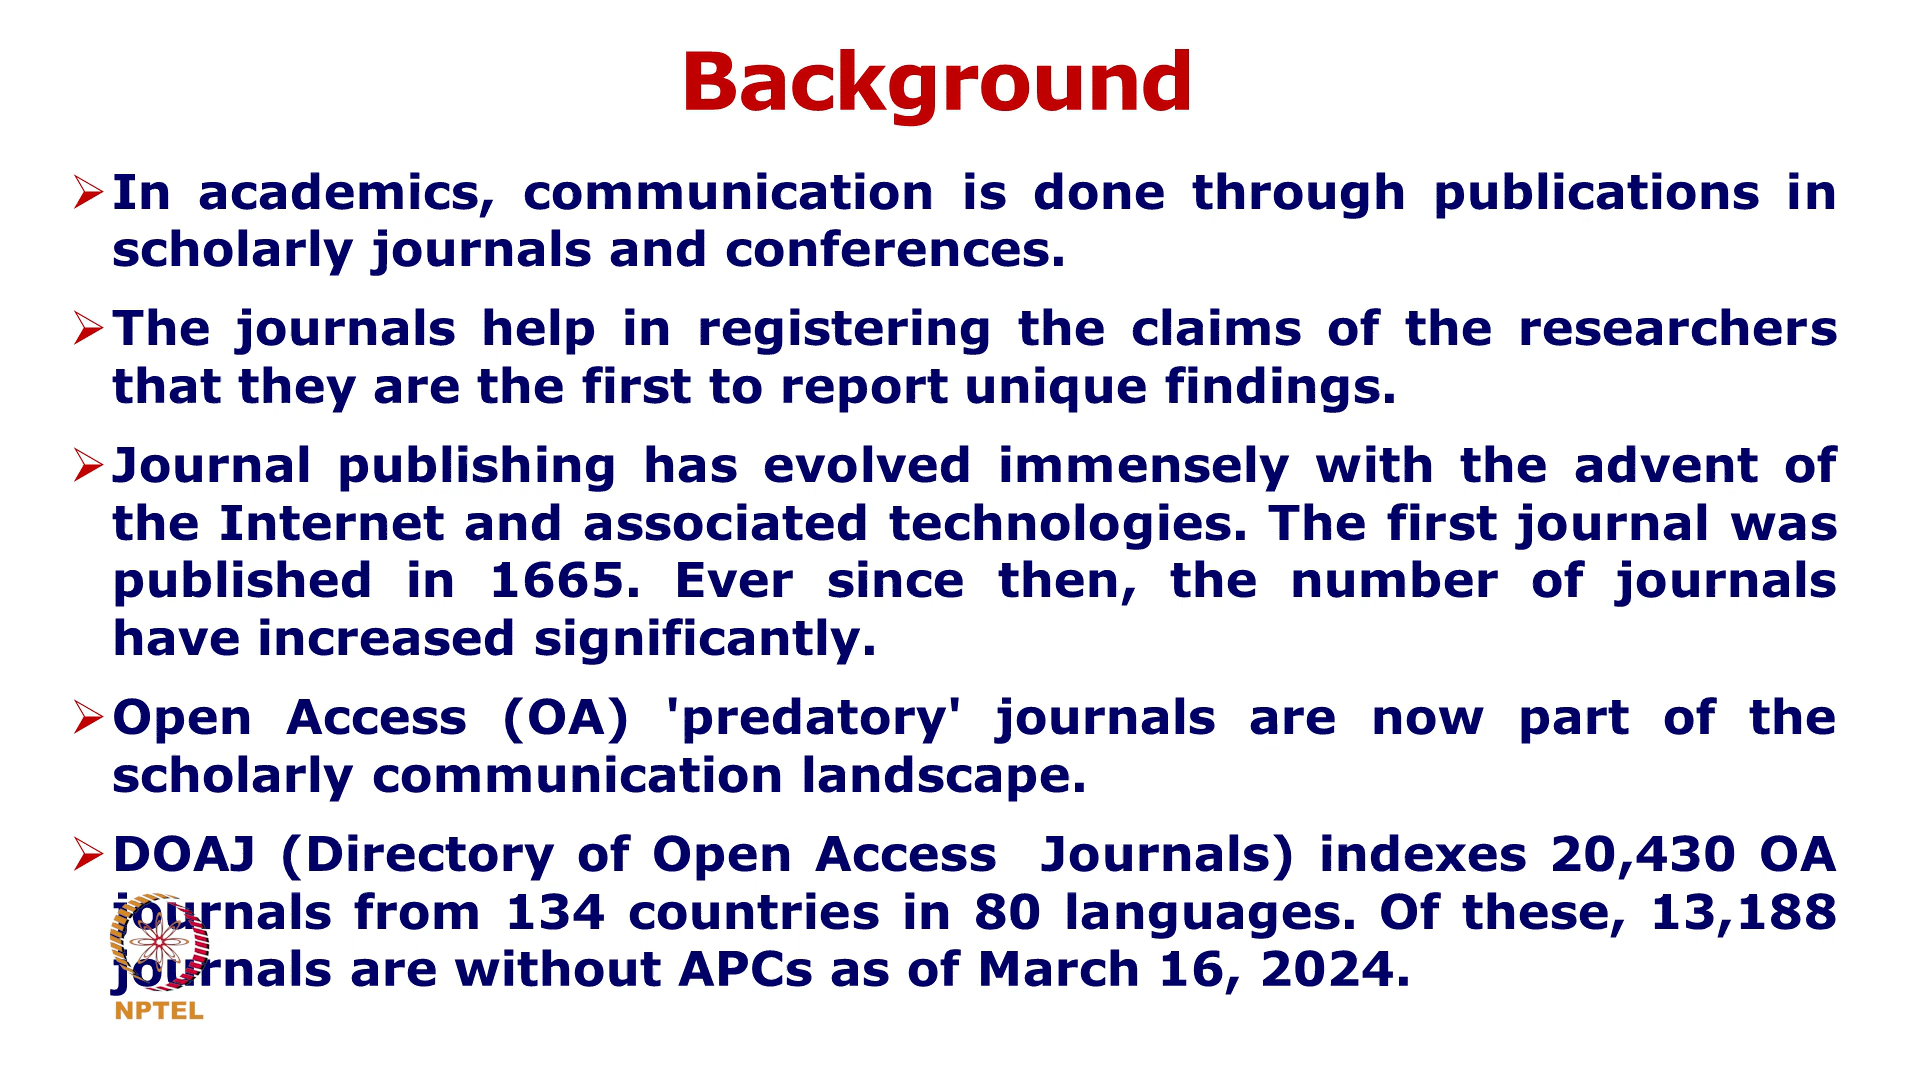 Background
In academics, communication is done through publications in
scholarly journals and conferences.
The journals help in registering the claims of the researchers
that they are the first to report unique findings.
Journal publishing has evolved immensely with the advent of
the Internet and associated technologies. The first journal was
published in 1665. Ever since then, the number of journals
have increased significantly.
Open Access (OA) 'predatory' journals are now part of the
scholarly communication landscape.
DOAJ (Directory of Open Access Journals) indexes 20,430 OA
journals from 134 countries in 80 languages. Of these, 13,188
journals are without APCs as of March 16, 2024.
NPTEL